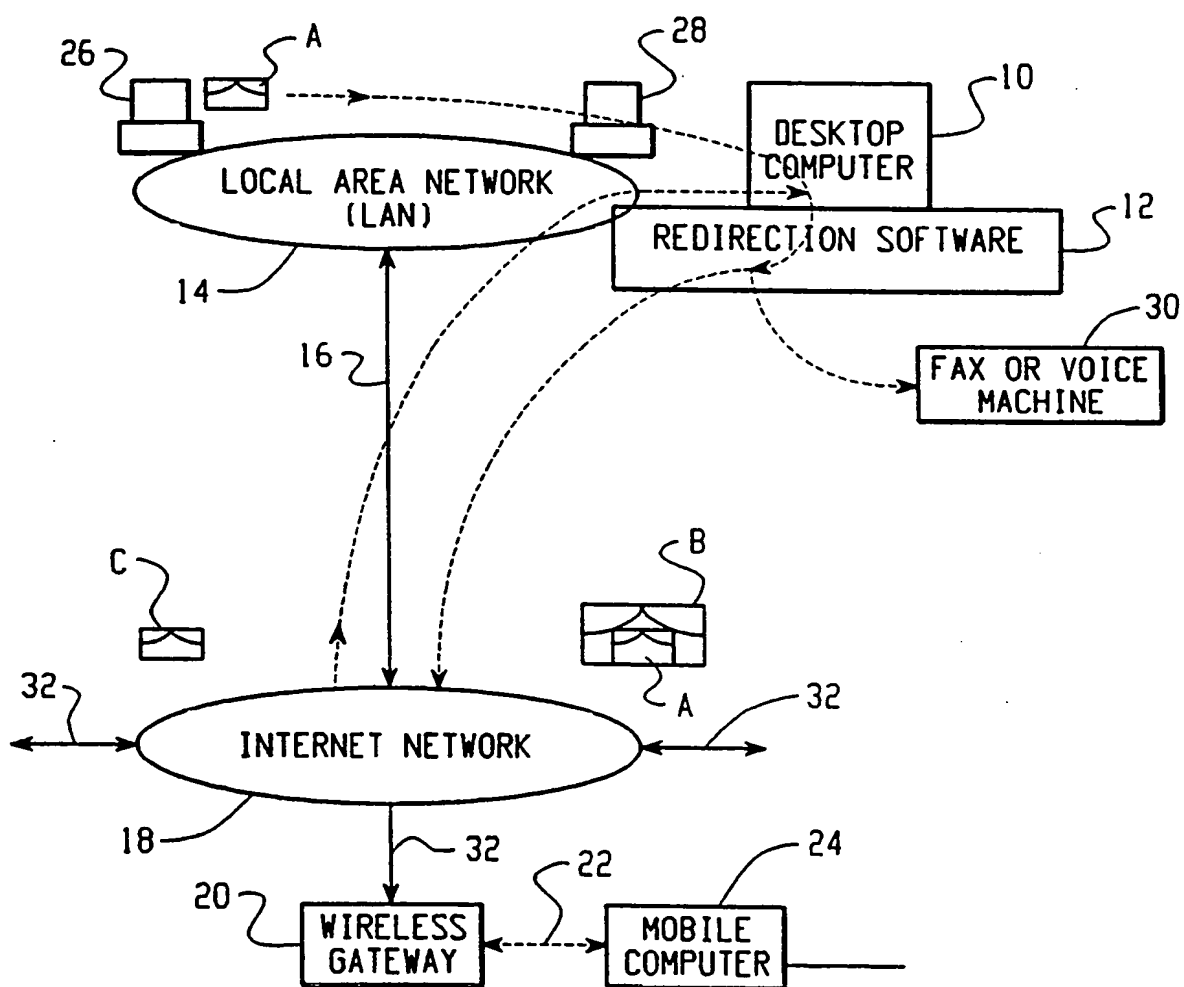 26
A
28
10
DESKTOP
COMPUTER
LOCAL AREA NETWORK
(LAN)
12
REDIRECTION SOFTWARE
14
30
16
FAX OR VOICE
MACHINE
B
C
A
32
32
INTERNET NETWORK
18
32
24
22
20
WIRELESS
GATEWAY
MOBILE
COMPUTER